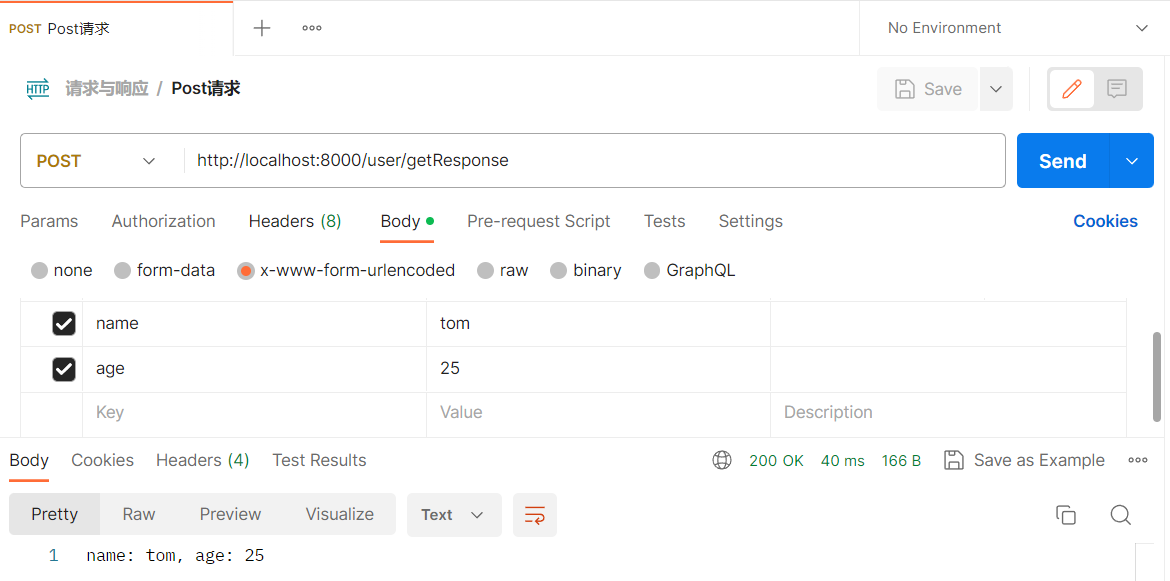 POST Post请求
No Environment
HTTP 请求与响应 / Post请求
Save
POST http://localhost:8000/user/getResponse
Send
Params Authorization Headers (8) Body Pre-request Script Tests Settings Cookies
none form-data x-www-form-urlencoded raw binary GraphQL
name tom
age 25
Key Value Description
Body Cookies Headers (4) Test Results 200 OK 40 ms 166 B Save as Example
Pretty Raw Preview Visualize Text
1 name: tom, age: 25